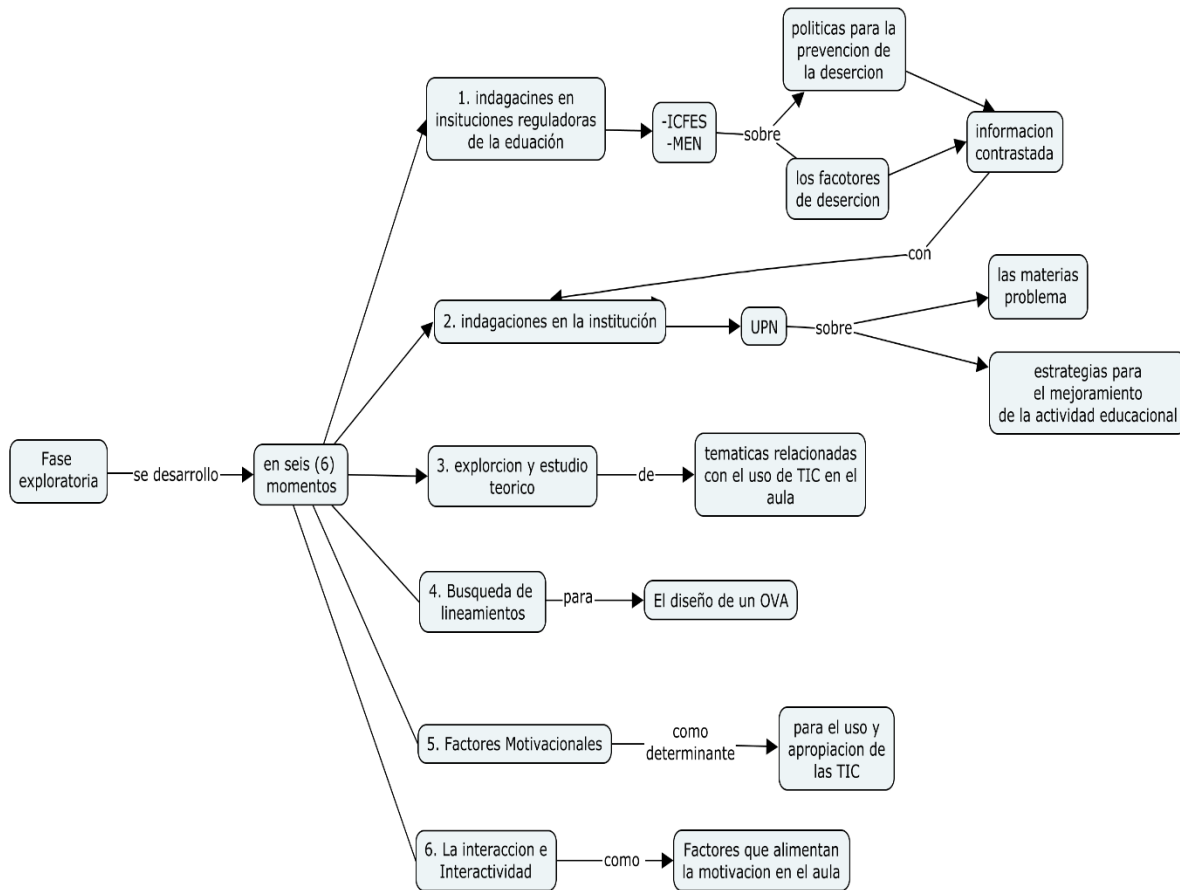 Fase
exploratoria
se desarrollo
en seis (6)
momentos
1. indagacines en
insituciones reguladoras
de la eduación
-ICFES
-MEN
sobre
politicas para la
prevencion de
la desercion
los facotores
de desercion
informacion
contrastada
con
2. indagaciones en la institución
UPN
sobre
las materias
problema
estrategias para
el mejoramiento
de la actividad educacional
3. explorcion y estudio
teorico
de
tematicas relacionadas
con el uso de TIC en el
aula
4. Busqueda de
lineamientos
para
El diseño de un OVA
5. Factores Motivacionales
como
determinante
para el uso y
apropiacion de
las TIC
6. La interaccion e
Interactividad
como
Factores que alimentan
la motivacion en el aula